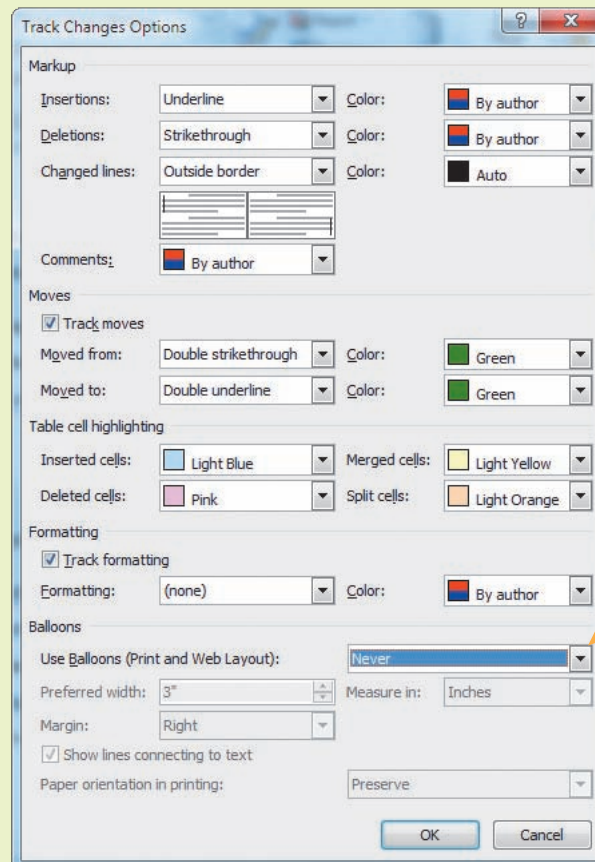 Track Changes Options
Markup
Insertions: Underline Color: By author
Deletions: Strikethrough Color: By author
Changed lines: Outside border Color: Auto
Comments: By author
Moves
Track moves
Moved from: Double strikethrough Color: Green
Moved to: Double underline Color: Green
Table cell highlighting
Inserted cells: Light Blue Merged cells: Light Yellow
Deleted cells: Pink Split cells: Light Orange
Formatting
Track formatting
Formatting: (none) Color: By author
Balloons
Use Balloons (Print and Web Layout): Never
Preferred width: 3" Measure in: Inches
Margin: Right
Show lines connecting to text
Paper orientation in printing: Preserve
OK Cancel